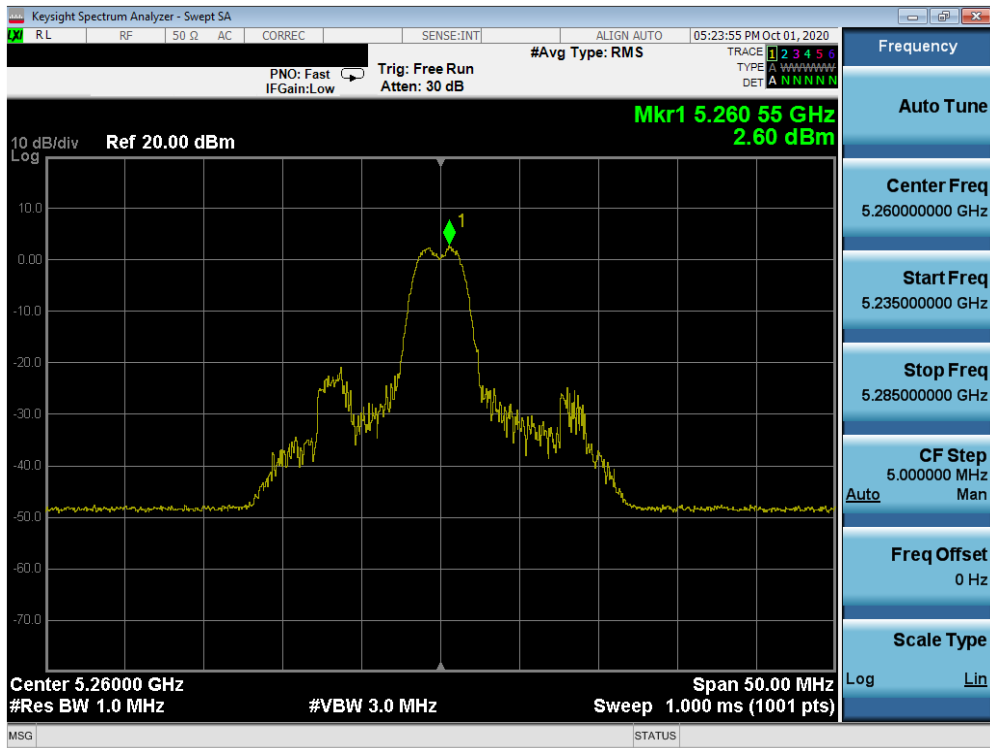 Keysight Spectrum Analyzer - Swept SA
LXI RL RF 50 Ω AC CORREC SENSE:INT ALIGN AUTO 05:23:55 PM Oct 01, 2020
#Avg Type: RMS
TRACE 1 2 3 4 5 6
PNO: Fast Trig: Free Run
TYPE A WWWWW
IFGain:Low Atten: 30 dB
DET A N N N N N
Mkr1 5.260 55 GHz
2.60 dBm
10 dB/div Ref 20.00 dBm
Log
10.0
1
0.00
-10.0
-20.0
-30.0
-40.0
-50.0
-60.0
-70.0
Center 5.26000 GHz Span 50.00 MHz
#Res BW 1.0 MHz #VBW 3.0 MHz Sweep 1.000 ms (1001 pts)
MSG STATUS
Frequency
Auto Tune
Center Freq
5.260000000 GHz
Start Freq
5.235000000 GHz
Stop Freq
5.285000000 GHz
CF Step
5.000000 MHz
Auto Man
Freq Offset
0 Hz
Scale Type
Log Lin